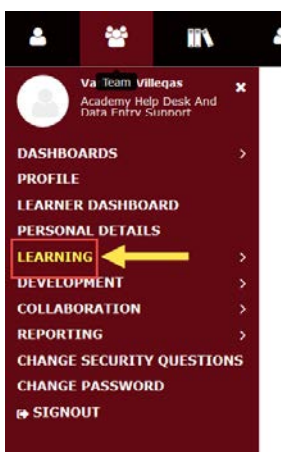 Va Team Villegas
Academy Help Desk And
Data Entry Support
DASHBOARDS
PROFILE
LEARNER DASHBOARD
PERSONAL DETAILS
LEARNING
DEVELOPMENT
COLLABORATION
REPORTING
CHANGE SECURITY QUESTIONS
CHANGE PASSWORD
SIGNOUT